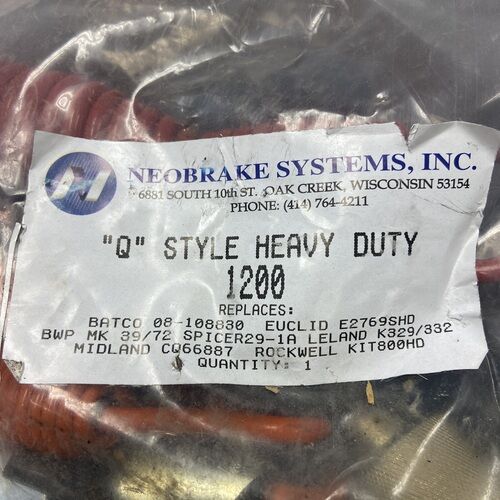 N
NEOBRAKE SYSTEMS, INC.
6881 SOUTH 10th ST. OAK CREEK, WISCONSIN 53154
PHONE: (414) 764-4211
"Q" STYLE HEAVY DUTY
1200
REPLACES:
BATCO 08-108830 EUCLID E2769SHD
BWP MK 39/72 SPICER29-1A LELAND K329/332
MIDLAND CQ66887 ROCKWELL KIT800HD
QUANTITY: 1